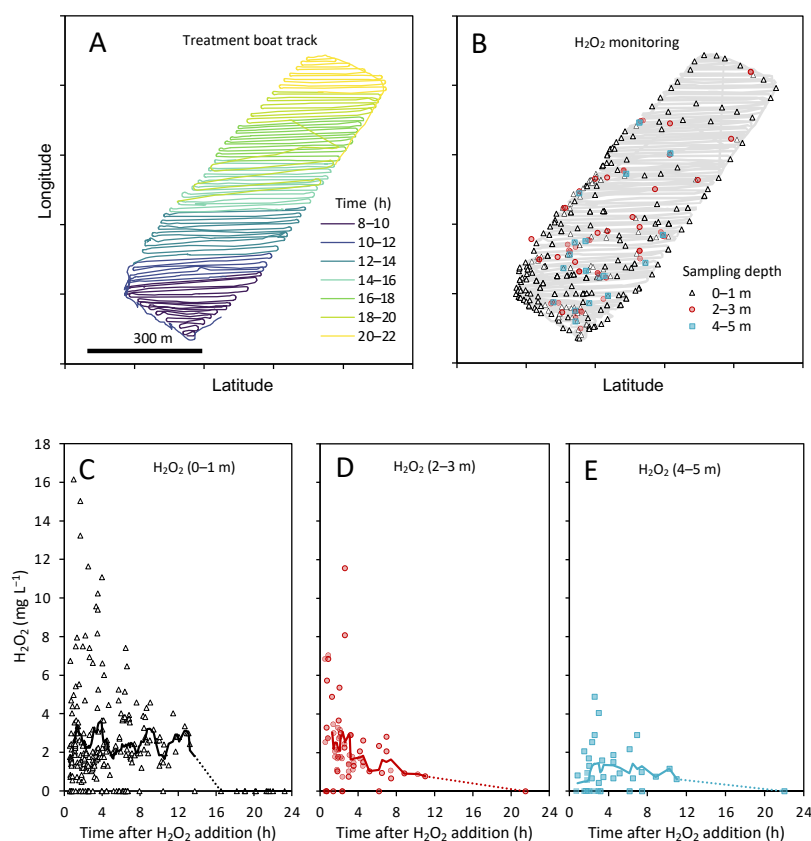 A
Treatment boat track
Longitude
Time (h)
8–10
10–12
12–14
14–16
16–18
18–20
20–22
300 m
Latitude
B
H₂O₂ monitoring
Sampling depth
0–1 m
2–3 m
4–5 m
Latitude
C
H₂O₂ (0–1 m)
H₂O₂ (mg L⁻¹)
18
16
14
12
10
8
6
4
2
0
0 4 8 12 16 20 24
Time after H₂O₂ addition (h)
D
H₂O₂ (2–3 m)
0 4 8 12 16 20 24
Time after H₂O₂ addition (h)
E
H₂O₂ (4–5 m)
0 4 8 12 16 20 24
Time after H₂O₂ addition (h)